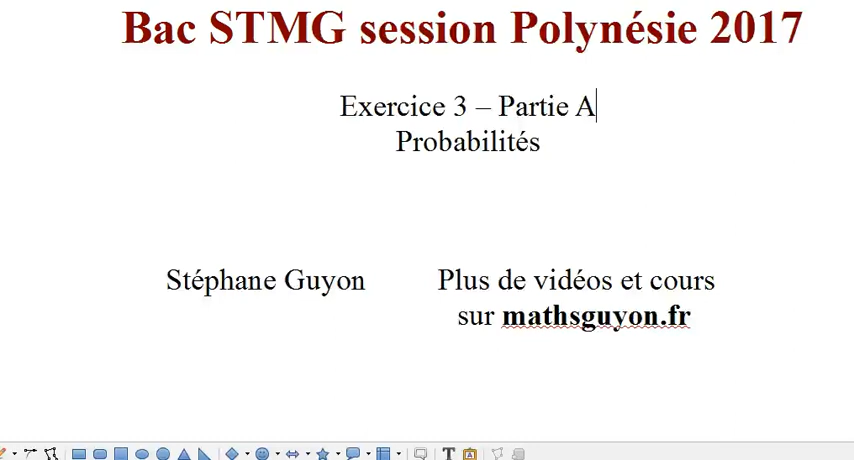 Bac STMG session Polynésie 2017
Exercice 3 – Partie A
Probabilités
Stéphane Guyon
Plus de vidéos et cours
sur mathsguyon.fr